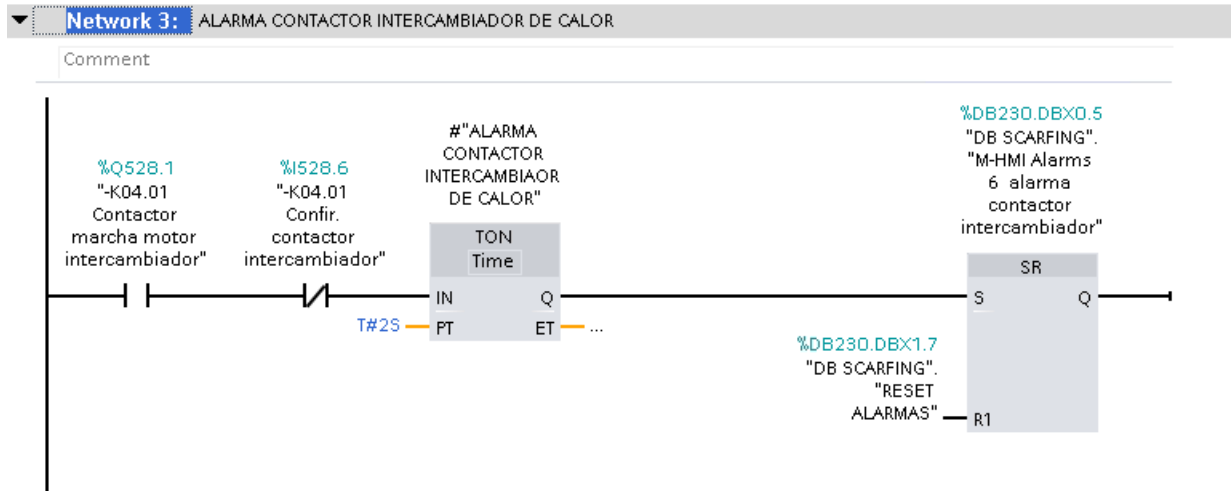 Network 3: ALARMA CONTACTOR INTERCAMBIADOR DE CALOR
Comment
%Q528.1
"-K04.01
Contactor
marcha motor
intercambiador"
%I528.6
"-K04.01
Confir.
contactor
intercambiador"
#"ALARMA
CONTACTOR
INTERCAMBIAOR
DE CALOR"
TON
Time
IN Q
T#2S PT ET ...
%DB230.DBX0.5
"DB SCARFING".
"M-HMI Alarms
6 alarma
contactor
intercambiador"
SR
S Q
%DB230.DBX1.7
"DB SCARFING".
"RESET
ALARMAS"
R1